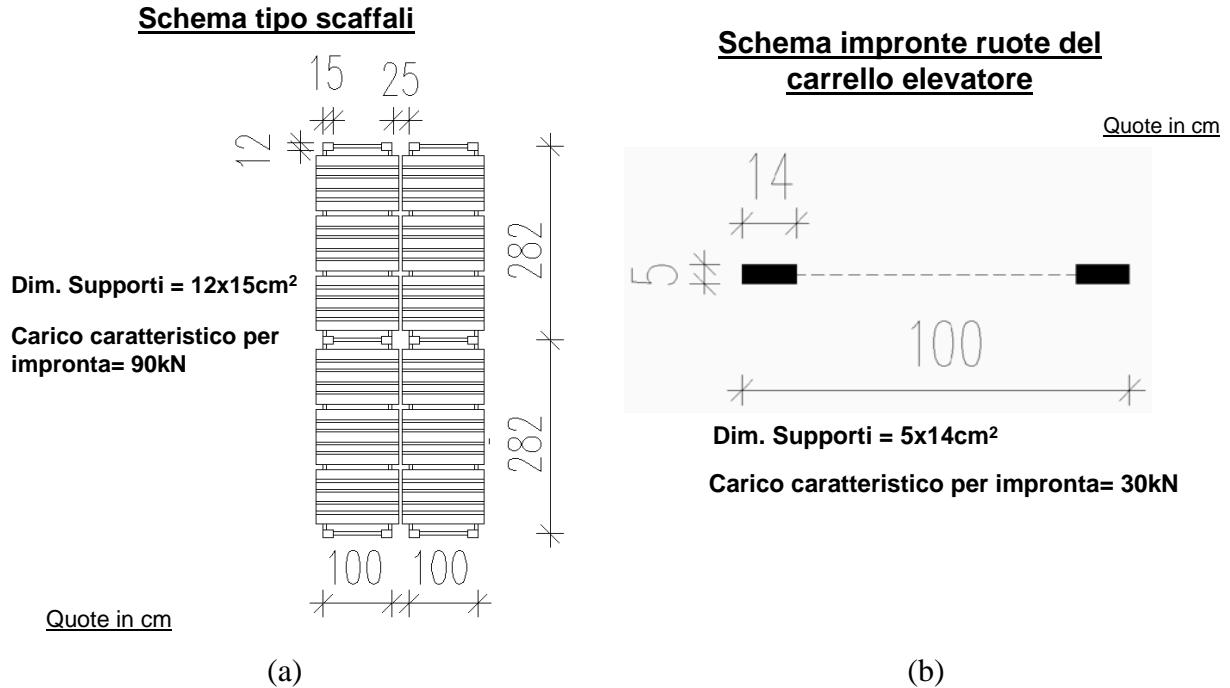 Schema tipo scaffali
15
25
12
282
282
Dim. Supporti = 12x15cm²
Carico caratteristico per
impronta= 90kN
100
100
Quote in cm
(a)
Schema impronte ruote del
carrello elevatore
Quote in cm
14
5
100
Dim. Supporti = 5x14cm²
Carico caratteristico per impronta= 30kN
(b)